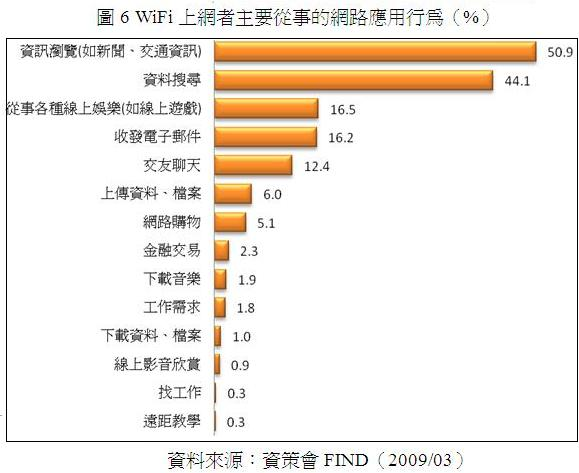 圖 6 WiFi 上網者主要從事的網路應用行為（%）
資訊瀏覽(如新聞、交通資訊) 50.9
資料搜尋 44.1
從事各種線上娛樂(如線上遊戲) 16.5
收發電子郵件 16.2
交友聊天 12.4
上傳資料、檔案 6.0
網路購物 5.1
金融交易 2.3
下載音樂 1.9
工作需求 1.8
下載資料、檔案 1.0
線上影音欣賞 0.9
找工作 0.3
遠距教學 0.3
資料來源：資策會 FIND（2009/03）